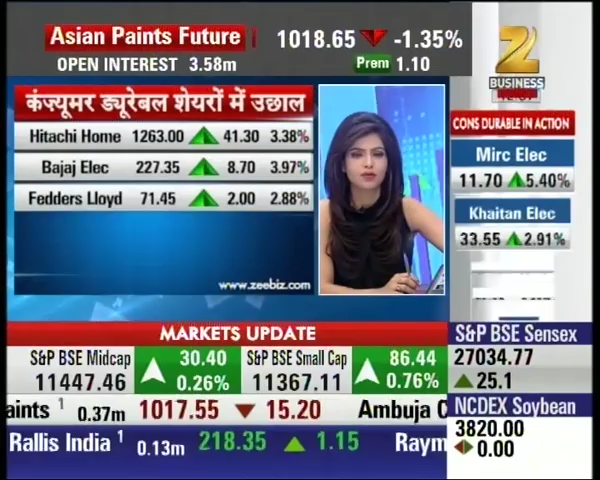 Asian Paints Future 1018.65 -1.35%
OPEN INTEREST 3.58m Prem 1.10
Z
BUSINESS
कंज्यूमर ड्यूरेबल शेयरों में उछाल
Hitachi Home 1263.00 41.30 3.38%
Bajaj Elec 227.35 8.70 3.97%
Fedders Lloyd 71.45 2.00 2.88%
www.zeebiz.com
CONS DURABLE IN ACTION
Mirc Elec
11.70 5.40%
Khaitan Elec
33.55 2.91%
MARKETS UPDATE
S&P BSE Midcap 30.40
11447.46 0.26%
S&P BSE Small Cap 86.44
11367.11 0.76%
S&P BSE Sensex
27034.77
25.1
aints 1 0.37m 1017.55 15.20 Ambuja C
Rallis India 1 0.13m 218.35 1.15 Raym
NCDEX Soybean
3820.00
0.00